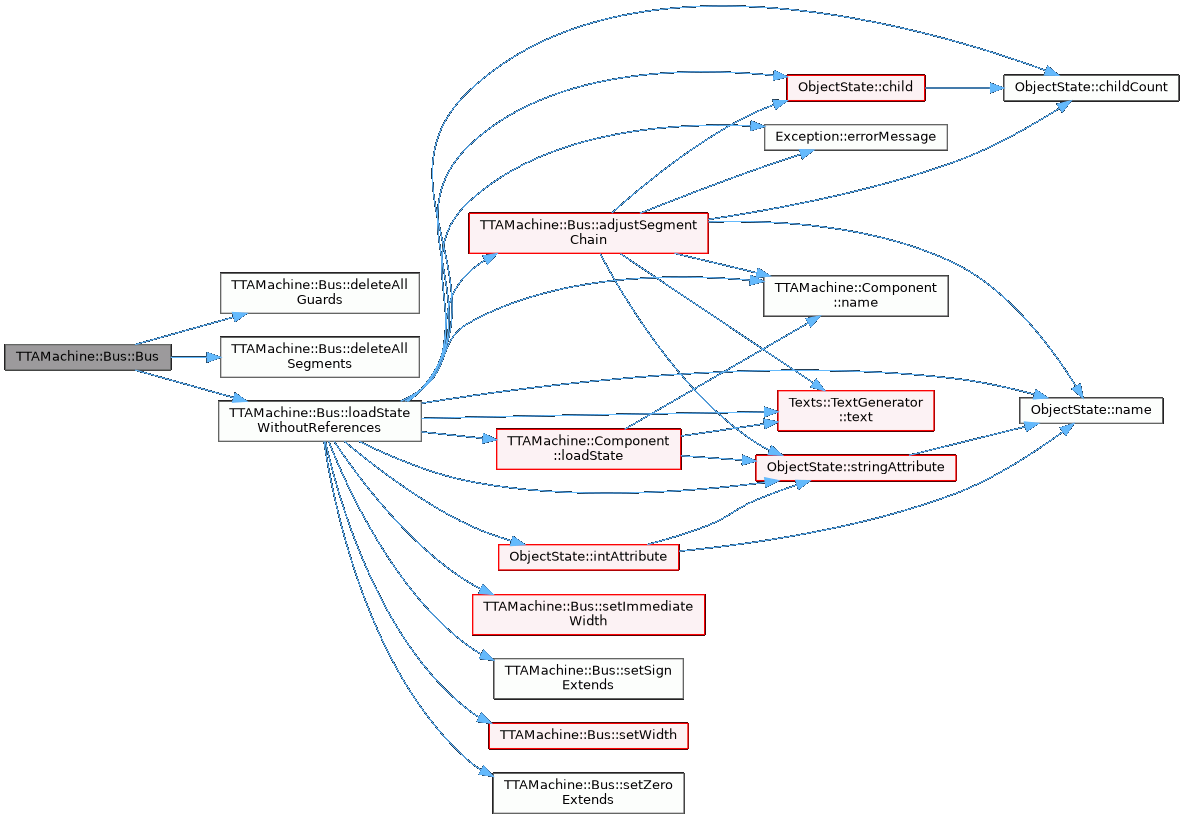 TTAMachine::Bus::Bus
TTAMachine::Bus::deleteAll
Guards
TTAMachine::Bus::deleteAll
Segments
TTAMachine::Bus::loadState
WithoutReferences
TTAMachine::Bus::adjustSegment
Chain
ObjectState::child
ObjectState::childCount
Exception::errorMessage
TTAMachine::Component
::name
Texts::TextGenerator
::text
ObjectState::name
TTAMachine::Component
::loadState
ObjectState::stringAttribute
ObjectState::intAttribute
TTAMachine::Bus::setImmediate
Width
TTAMachine::Bus::setSign
Extends
TTAMachine::Bus::setWidth
TTAMachine::Bus::setZero
Extends